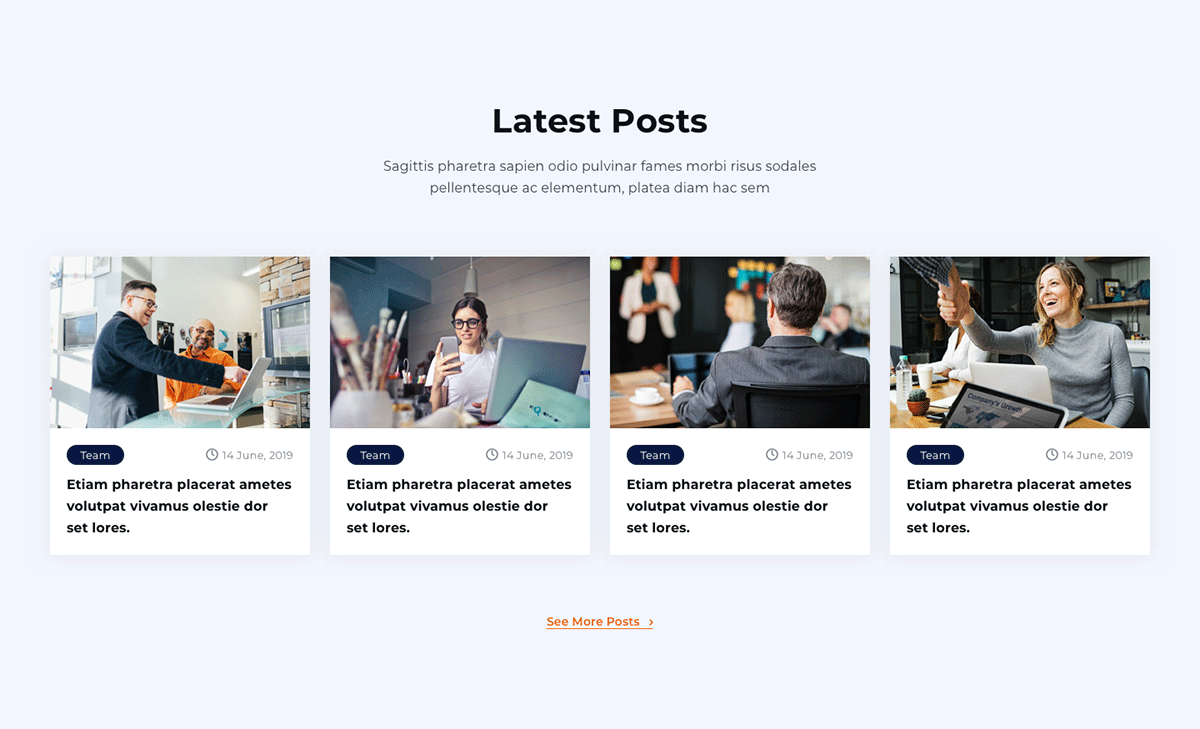 Latest Posts
Sagittis pharetra sapien odio pulvinar fames morbi risus sodales
pellentesque ac elementum, platea diam hac sem
Company's Growth
Team
14 June, 2019
Etiam pharetra placerat ametes
volutpat vivamus olestie dor
set lores.
Team
14 June, 2019
Etiam pharetra placerat ametes
volutpat vivamus olestie dor
set lores.
Team
14 June, 2019
Etiam pharetra placerat ametes
volutpat vivamus olestie dor
set lores.
Team
14 June, 2019
Etiam pharetra placerat ametes
volutpat vivamus olestie dor
set lores.
See More Posts